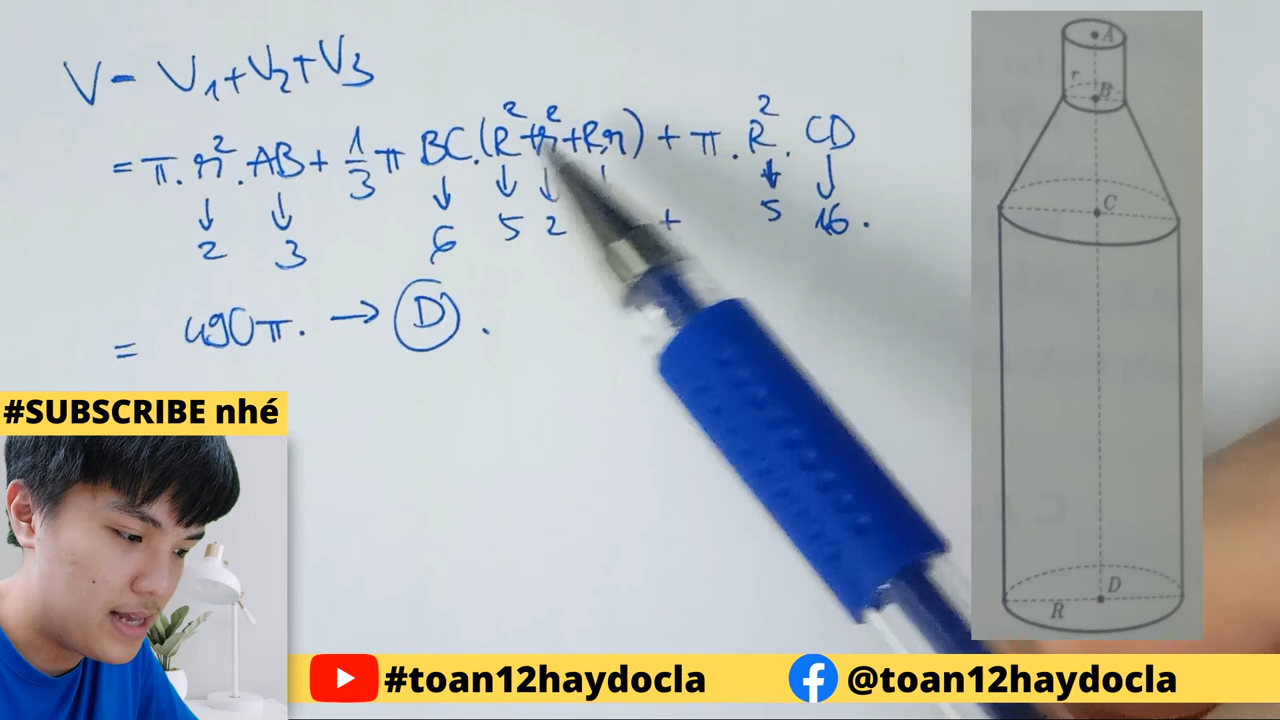 V = V₁ + V₂ + V₃
= π. r². AB + 1/3 π BC.(R² + r² + Rr) + π. R². CD
↓ ↓ ↓ ↓ ↓ ↓ ↓ ↓
2 3 6 5 2 + 5 16.
= 490π. → D.
#SUBSCRIBE nhé
A
r
B
C
D
R
#toan12haydocla
@toan12haydocla